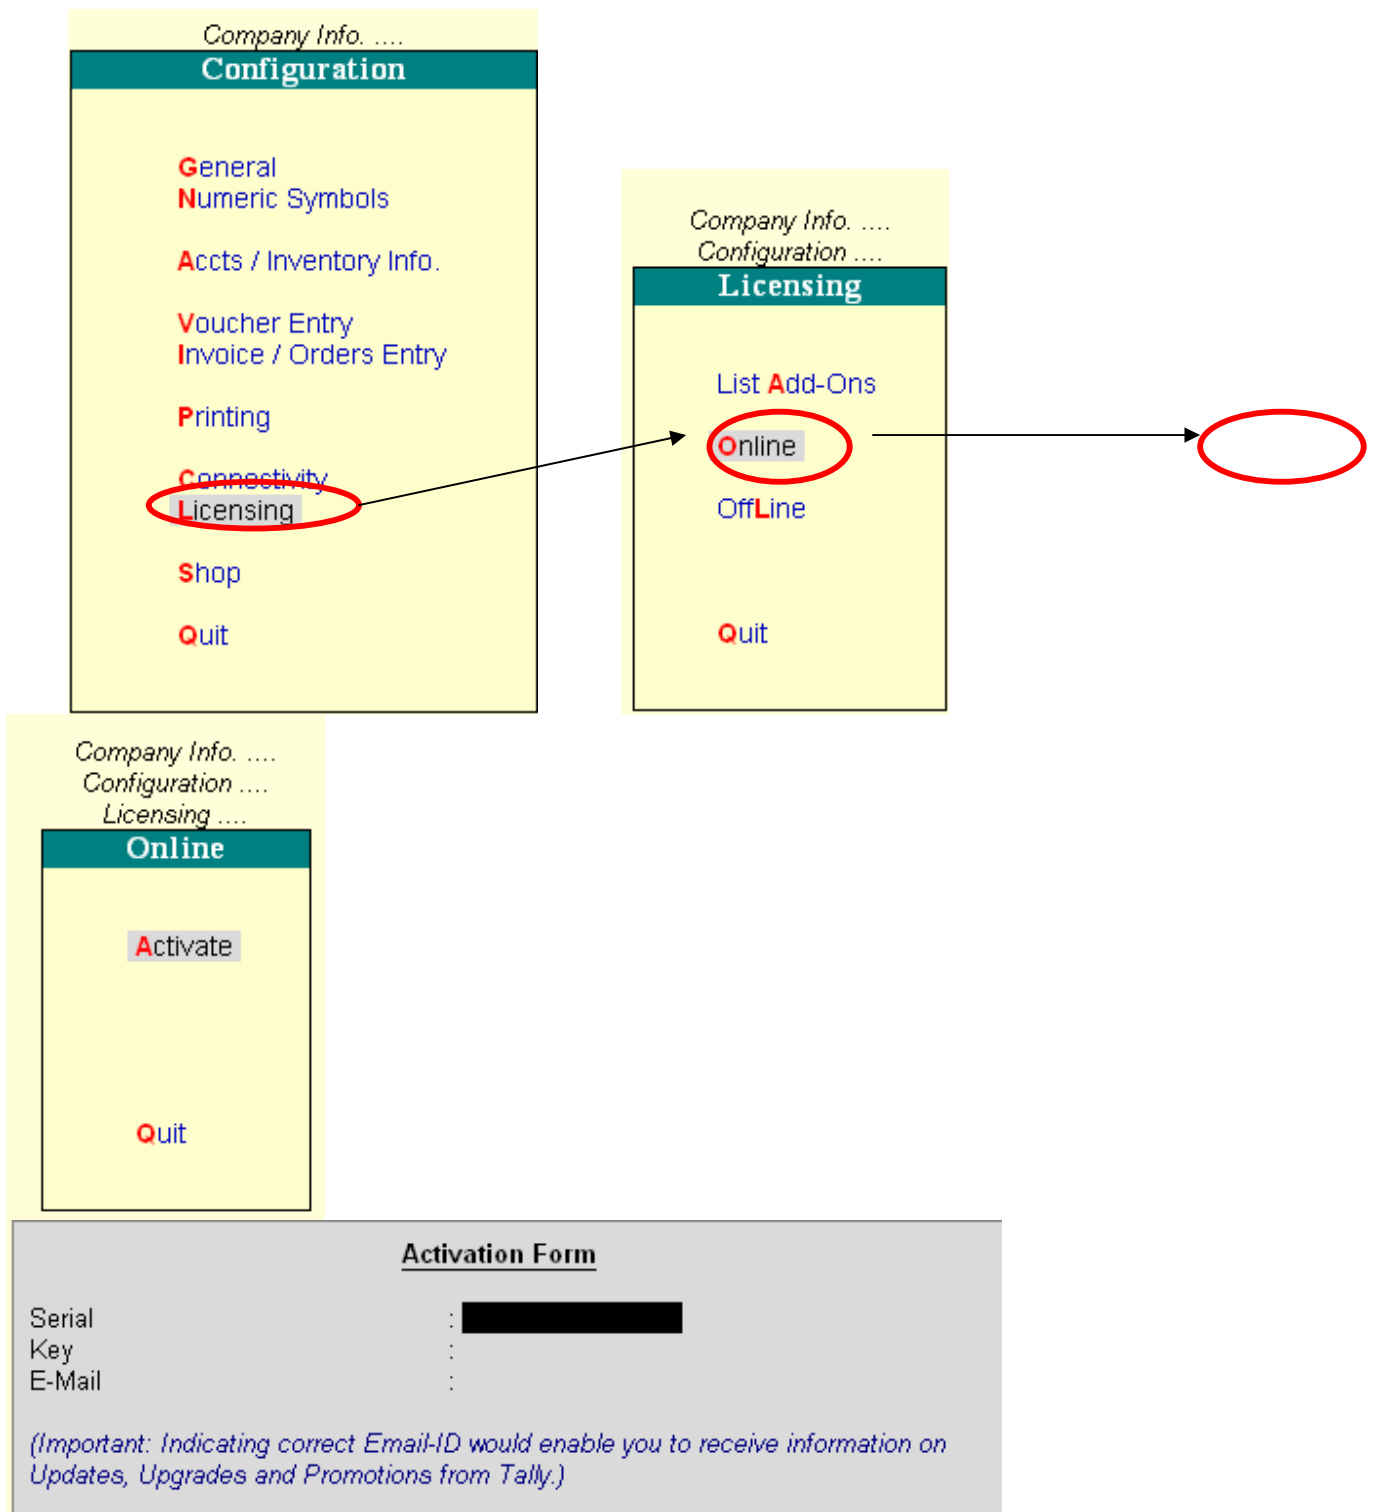 Company Info. ....
Configuration
General
Numeric Symbols
Accts / Inventory Info.
Voucher Entry
Invoice / Orders Entry
Printing
Connectivity
Licensing
Shop
Quit
Company Info. ....
Configuration ....
Licensing
List Add-Ons
Online
OffLine
Quit
Company Info. ....
Configuration ....
Licensing ....
Online
Activate
Quit
Activation Form
Serial :
Key :
E-Mail :
(Important: Indicating correct Email-ID would enable you to receive information on
Updates, Upgrades and Promotions from Tally.)